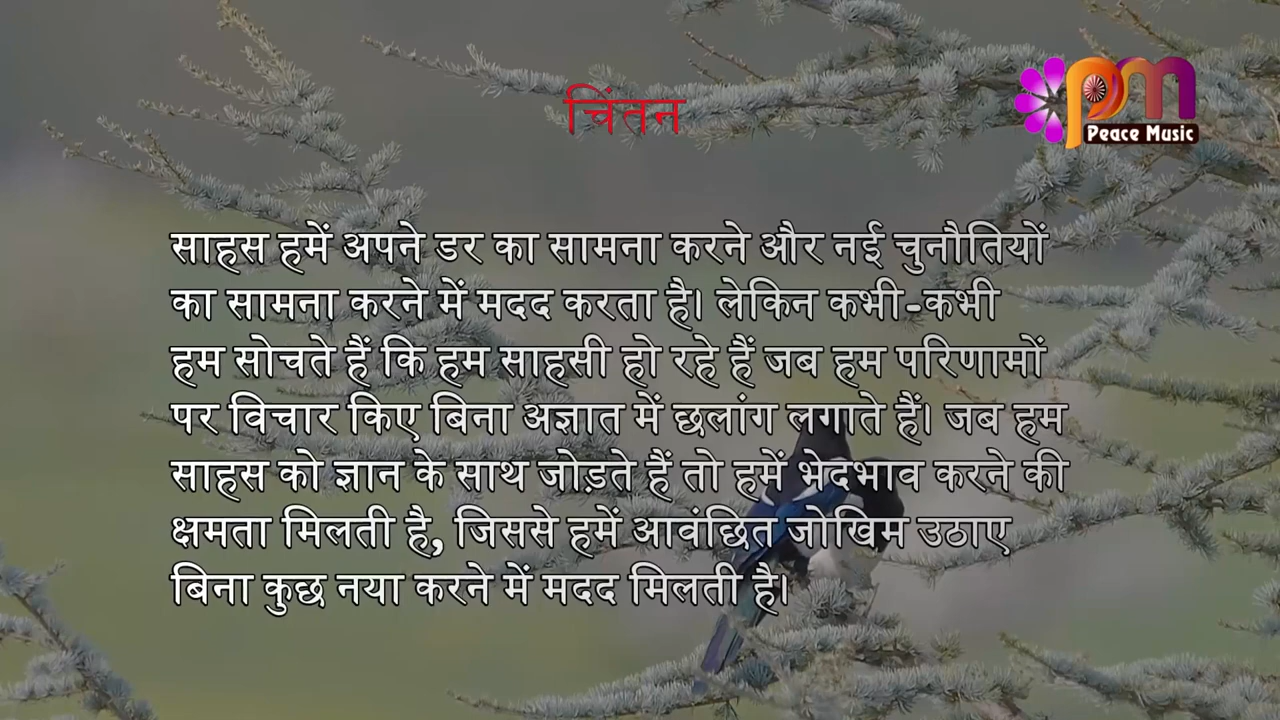 चिंतन
pm
Peace Music
साहस हमें अपने डर का सामना करने और नई चुनौतियों
का सामना करने में मदद करता है। लेकिन कभी-कभी
हम सोचते हैं कि हम साहसी हो रहे हैं जब हम परिणामों
पर विचार किए बिना अज्ञात में छलांग लगाते हैं। जब हम
साहस को ज्ञान के साथ जोड़ते हैं तो हमें भेदभाव करने की
क्षमता मिलती है, जिससे हमें आवंछित जोखिम उठाए
बिना कुछ नया करने में मदद मिलती है।